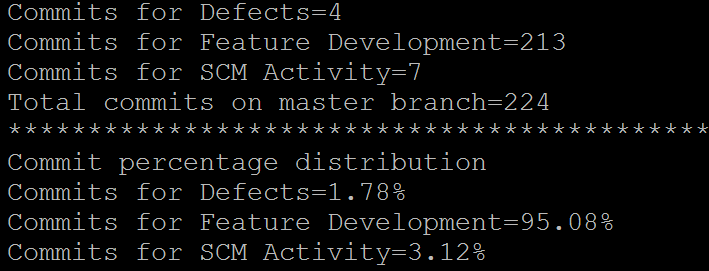 Commits for Defects=4
Commits for Feature Development=213
Commits for SCM Activity=7
Total commits on master branch=224
********************************************
Commit percentage distribution
Commits for Defects=1.78%
Commits for Feature Development=95.08%
Commits for SCM Activity=3.12%